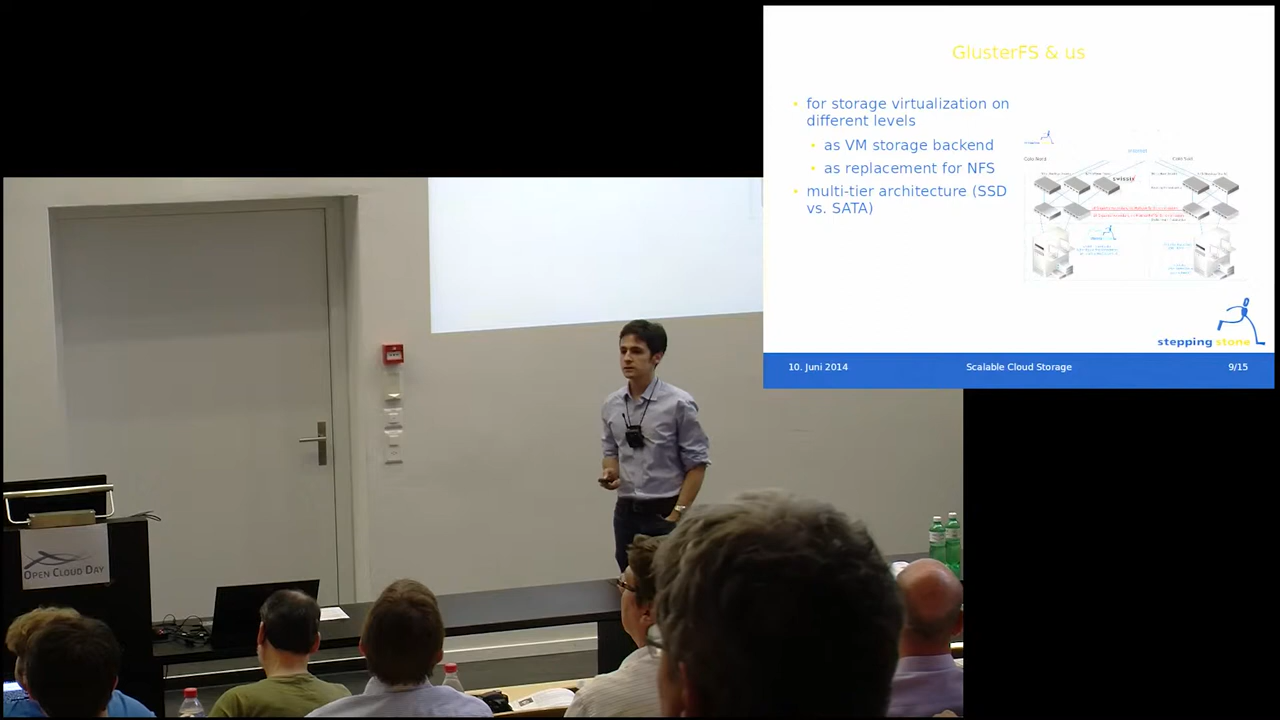 GlusterFS & us
• for storage virtualization on
different levels
• as VM storage backend
• as replacement for NFS
• multi-tier architecture (SSD
vs. SATA)
stepping stone
10. Juni 2014
Scalable Cloud Storage
9/15
OPEN CLOUD DAY